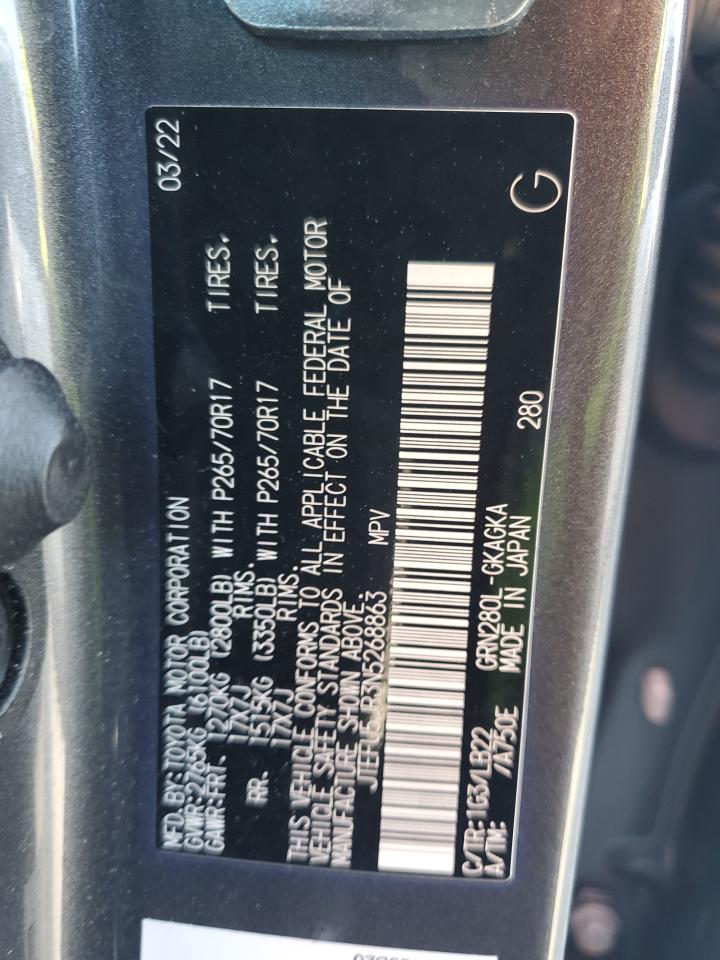 MFD. BY: TOYOTA MOTOR CORPORATION 03/22
GVWR: 2765KG (6100LB)
GAWR: FRT. 1270KG (2800LB) WITH P265/70R17 TIRES,
17X7J RIMS.
RR. 1515KG (3350LB) WITH P265/70R17 TIRES,
17X7J RIMS.
THIS VEHICLE CONFORMS TO ALL APPLICABLE FEDERAL MOTOR
VEHICLE SAFETY STANDARDS IN EFFECT ON THE DATE OF
MANUFACTURE SHOWN ABOVE.
MPV
C/TR: 1G3/LB22 GRN280L-GKAGKA 280
A/TM: /A750E MADE IN JAPAN
G